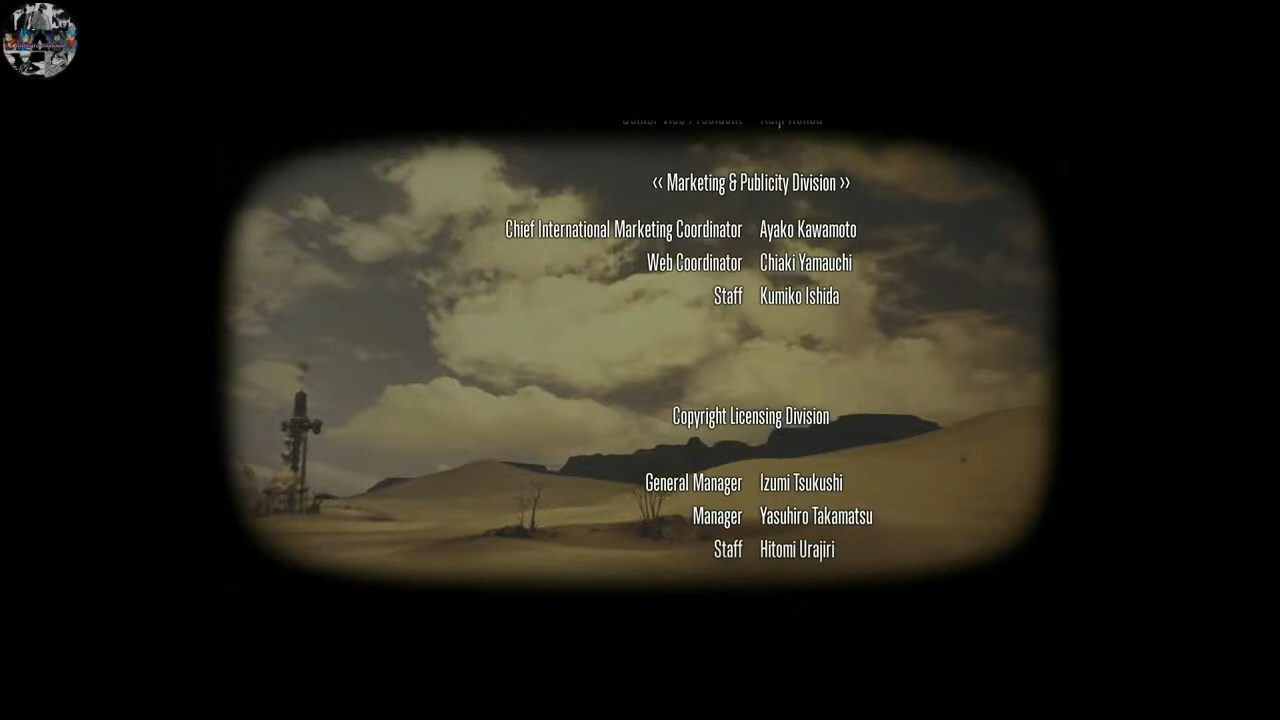 << Marketing & Publicity Division >>
Chief International Marketing Coordinator Ayako Kawamoto
Web Coordinator Chiaki Yamauchi
Staff Kumiko Ishida
Copyright Licensing Division
General Manager Izumi Tsukushi
Manager Yasuhiro Takamatsu
Staff Hitomi Urajiri